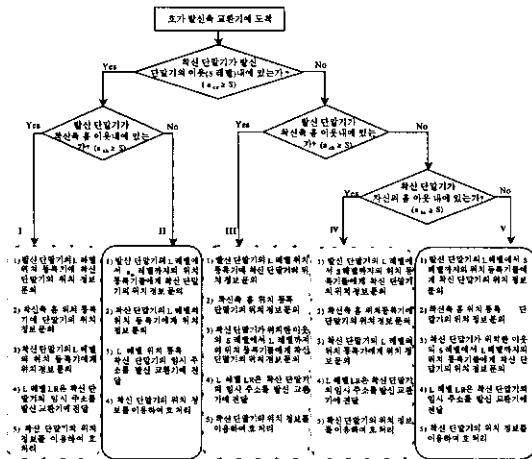 호가 발신측 교환기에 도착
착신 단말기가 발신
단말기의 이웃(S 레벨)내에 있는가?
Yes
No
발신 단말기가
착신측 홈 이웃내에 있는
가?
Yes
No
발신 단말기가
착신측 홈 이웃내에 있는
가?
Yes
No
착신 단말기가
자신의 홈 이웃 내에 있는가?
Yes
No
I
II
III
IV
V
1) 발신 단말기의 L 레벨
위치 등록기에 착신
단말기의 위치 정보
문의
2) 착신측 홈 위치 등록
기에 단말기의 위치
정보문의
3) 착신단말기의 L 레벨
위치 등록기에게 위치
정보문의
4) L 레벨 LR은 착신 단
말기의 임시 주소를
발신 교환기에 전달
5) 착신 단말기의 위치
정보를 이용하여 호
처리
1) 발신 단말기의 L 레벨에
서 레벨까지의 위치
등록기들에게 착신 단말
기의 위치 정보 문의
2) 착신 단말기의 L 레벨
위치 등록기에게 위치
정보문의
3) L 레벨 위치 등록
착신 단말기의 임시 주
소를 발신 교환기에 전
달
4) 착신 단말기의 위치 정
보를 이용하여 호 처리
1) 발신 단말기의 L 레벨 위
치 등록기에 착신 단말기의 위치
정보 문의
2) 착신측 홈 위치 등록
단말기의 위치정보문의
3) 착신 단말기가 위치한 이웃
의 S 레벨에서 L 레벨까지
의 위치 등록기들에게 착신
단말기의 위치정보문의
4) L 레벨 LR은 착신 단말기
의 임시 주소를 발신 교환
기에 전달
5) 착신 단말기의 위치 정보를
이용하여 호 처리
1) 발신 단말기의 L 레벨에
서 S 레벨까지의 위치 등
록기들에게 착신 단말기
의 위치정보 문의
2) 착신측 홈 위치등록기에
단말기의 위치정보문의
3) 착신 단말기의 L 레벨
위치 등록기에게 위치
정보문의
4) L 레벨 LR은 착신 단말기
의 임시 주소를 발신 교환
기에 전달
5) 착신 단말기의 위치 정보
를 이용하여 호 처리
1) 발신 단말기의 L 레벨에서 S
레벨까지의 위치 등록기들에
게 착신 단말기의 위치 정보
문의
2) 착신측 홈 위치 등록 단
말기의 위치정보문의
3) 착신 단말기가 위치한 이웃
의 S 레벨에서 L 레벨까지의
위치 등록기들에게 착신 단말
기의 위치정보문의
4) L 레벨 LR은 착신 단말기의
임시 주소를 발신 교환기에
전달
5) 착신 단말기의 위치 정보를
이용하여 호 처리